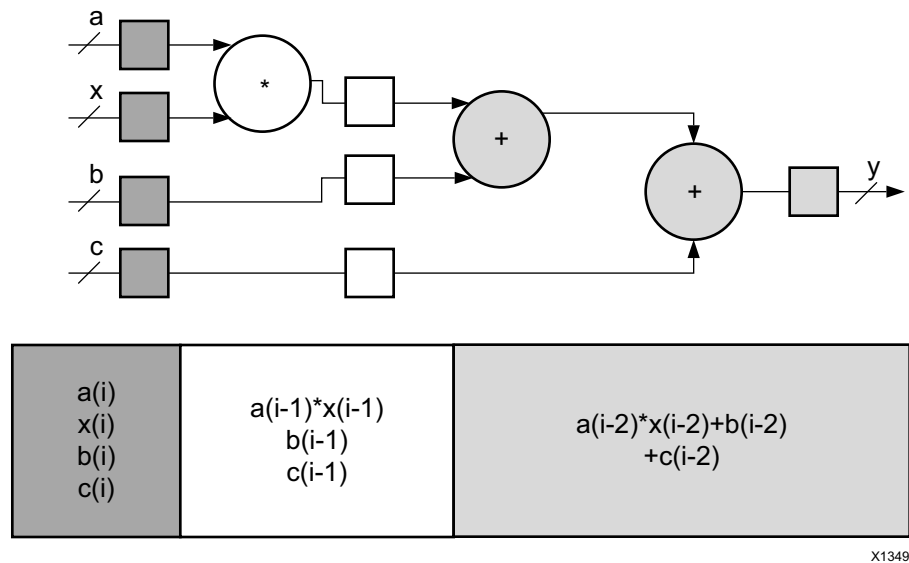 a
x
*
b
+
+
y
c
a(i)
x(i)
b(i)
c(i)
a(i-1)*x(i-1)
b(i-1)
c(i-1)
a(i-2)*x(i-2)+b(i-2)
+c(i-2)
X1349